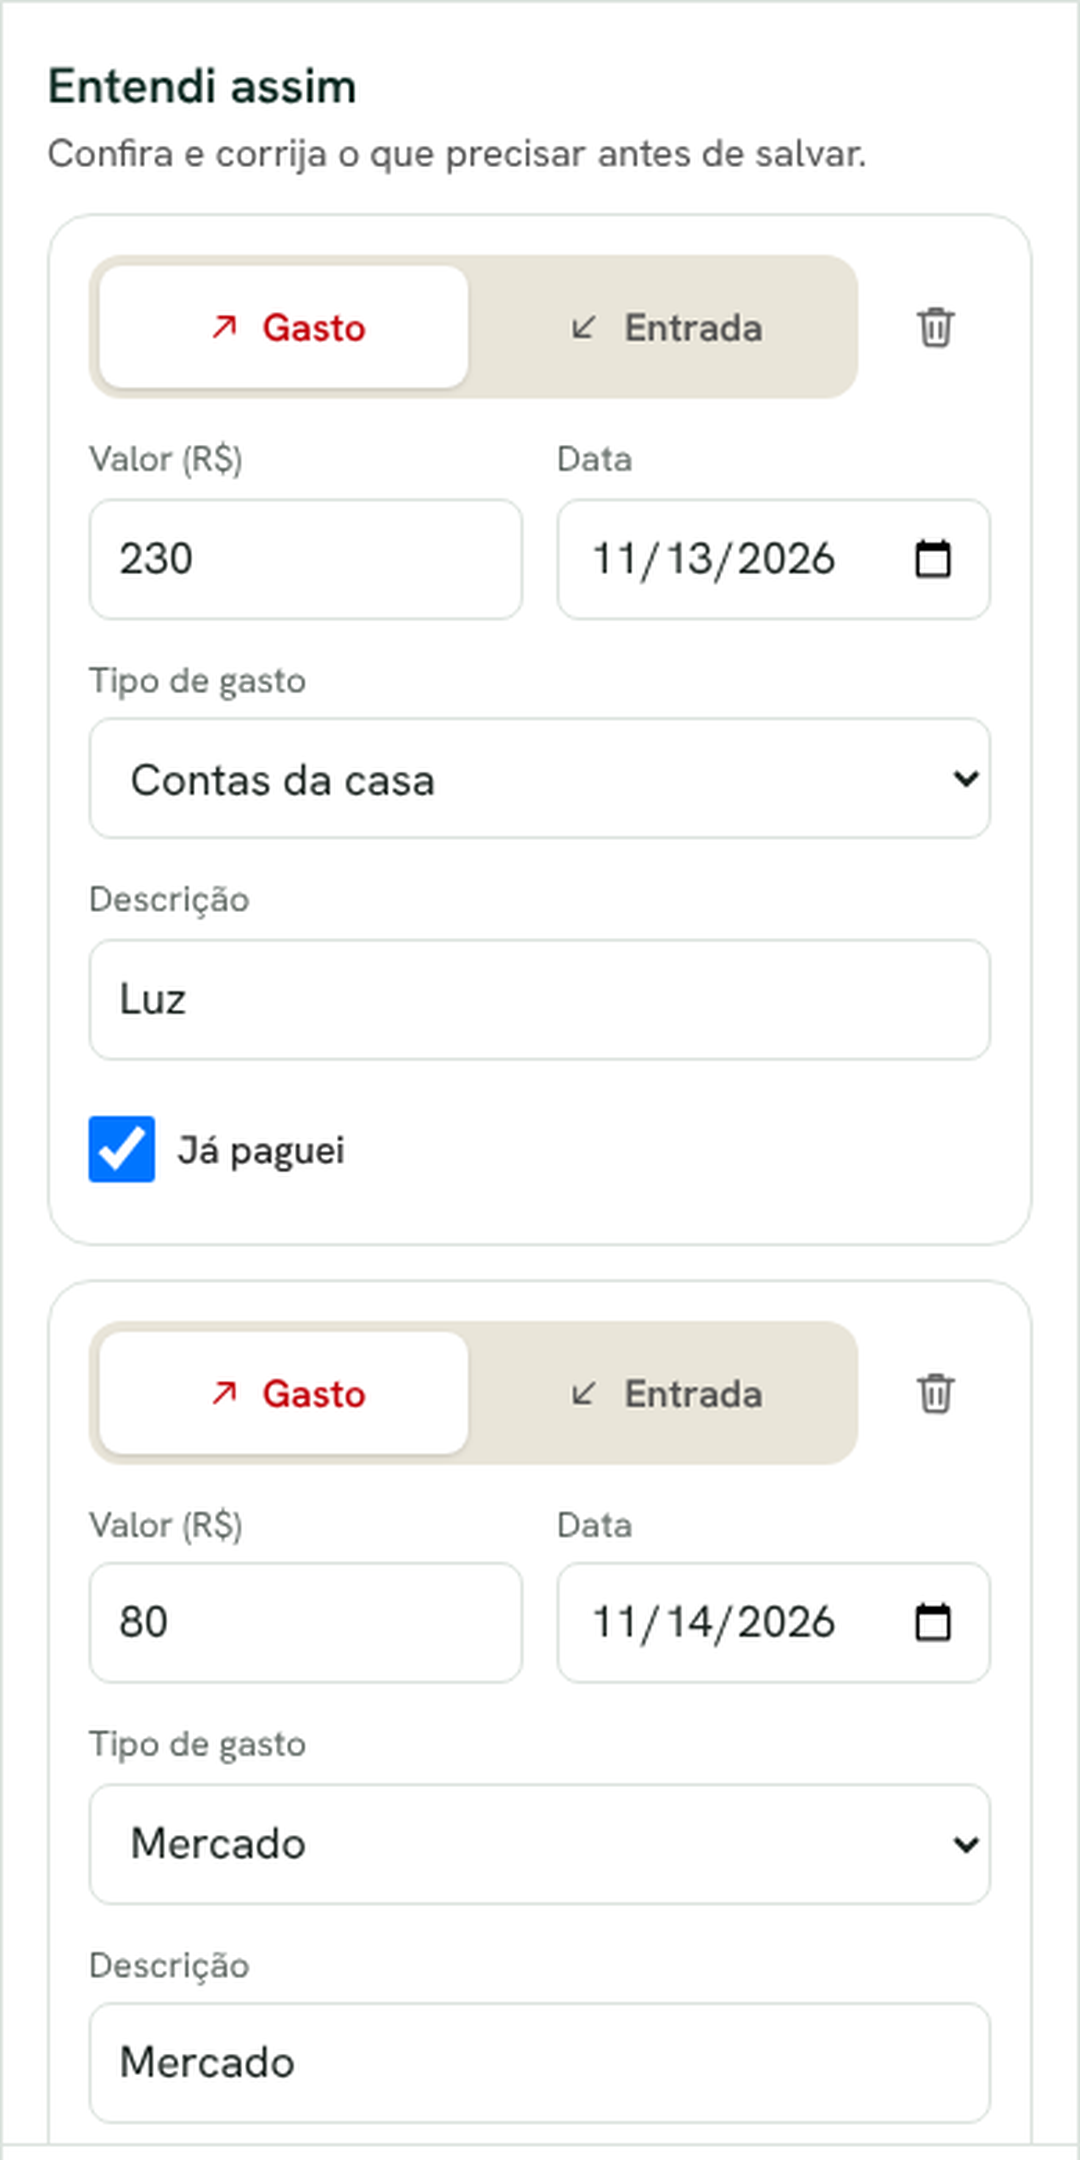 Entendi assim
Confira e corrija o que precisar antes de salvar.
Gasto Entrada
Valor (R$) Data
230 11/13/2026
Tipo de gasto
Contas da casa
Descrição
Luz
Já paguei
Gasto Entrada
Valor (R$) Data
80 11/14/2026
Tipo de gasto
Mercado
Descrição
Mercado